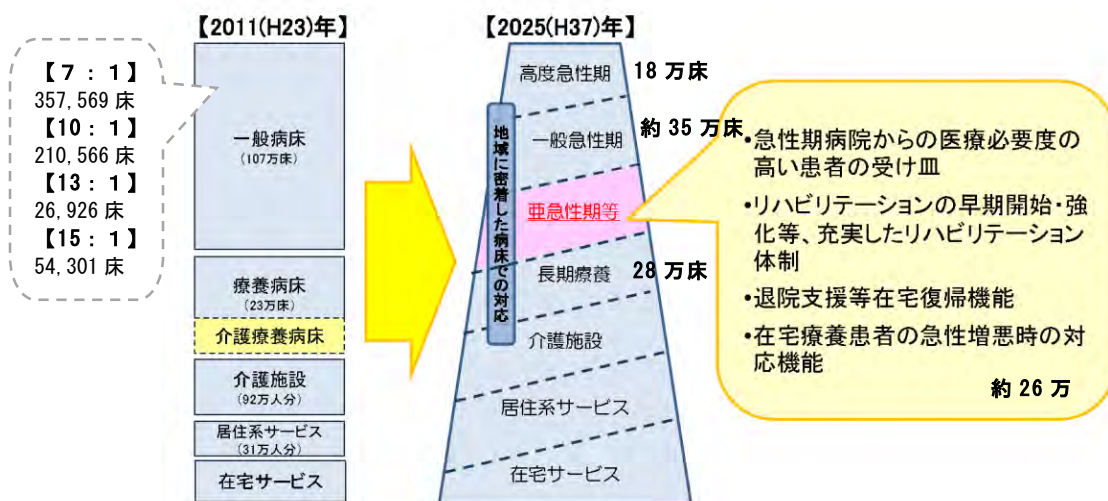 【2011(H23)年】
【7:1】
357,569 床
【10:1】
210,566 床
【13:1】
26,926 床
【15:1】
54,301 床
一般病床
(107万床)
療養病床
(23万床)
介護療養病床
介護施設
(92万人分)
居住系サービス
(31万人分)
在宅サービス
【2025(H37)年】
高度急性期
18 万床
一般急性期
約 35 万床
亜急性期等
長期療養
28 万床
介護施設
居住系サービス
在宅サービス
地域に密着した病床での対応
•急性期病院からの医療必要度の
高い患者の受け皿
•リハビリテーションの早期開始・強
化等、充実したリハビリテーション
体制
•退院支援等在宅復帰機能
•在宅療養患者の急性増悪時の対
応機能
約 26 万